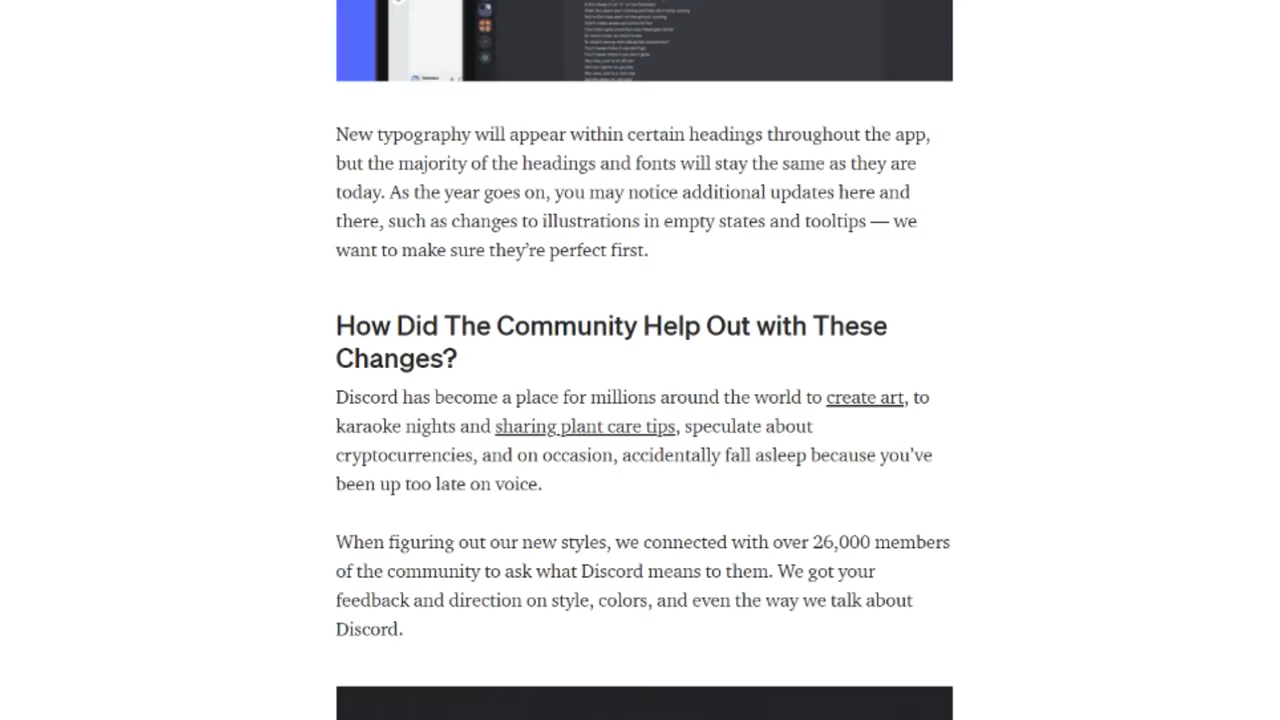 New typography will appear within certain headings throughout the app,
but the majority of the headings and fonts will stay the same as they are
today. As the year goes on, you may notice additional updates here and
there, such as changes to illustrations in empty states and tooltips — we
want to make sure they’re perfect first.
How Did The Community Help Out with These
Changes?
Discord has become a place for millions around the world to create art, to
karaoke nights and sharing plant care tips, speculate about
cryptocurrencies, and on occasion, accidentally fall asleep because you’ve
been up too late on voice.
When figuring out our new styles, we connected with over 26,000 members
of the community to ask what Discord means to them. We got your
feedback and direction on style, colors, and even the way we talk about
Discord.